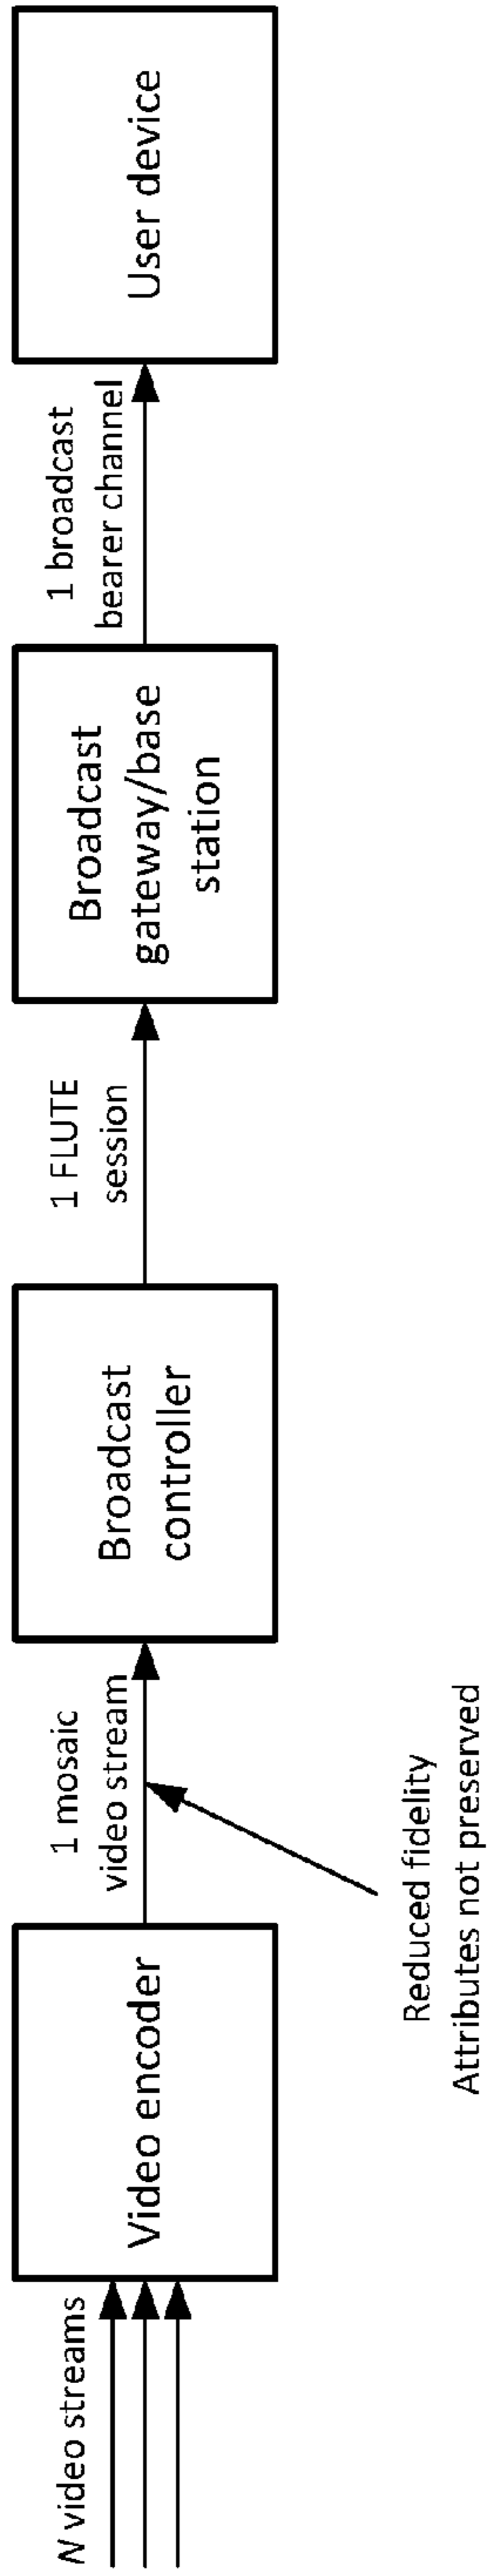 N video streams
Video encoder
1 mosaic
video stream
Reduced fidelity
Attributes not preserved
Broadcast
controller
1 FLUTE
session
Broadcast
gateway/base
station
1 broadcast
bearer channel
User device